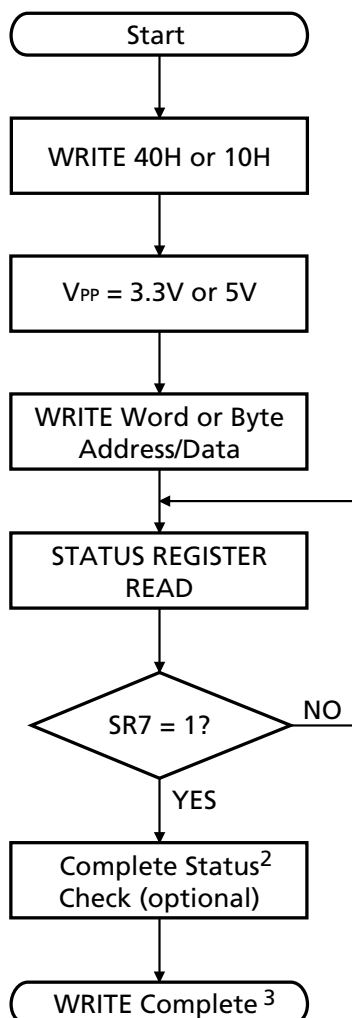 Start
WRITE 40H or 10H
VPP = 3.3V or 5V
WRITE Word or Byte
Address/Data
STATUS REGISTER
READ
SR7 = 1?
NO
YES
Complete Status2
Check (optional)
WRITE Complete 3